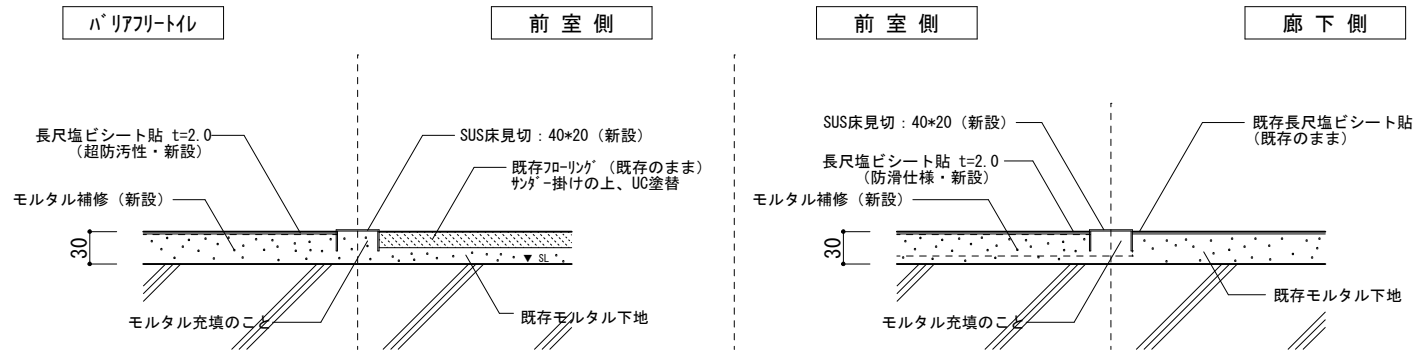 ﾊﾞﾘｱﾌﾘｰﾄｲﾚ
前 室 側
長尺塩ビシート貼 t=2.0
(超防汚性・新設)
モルタル補修（新設）
SUS床見切：40*20（新設）
既存ﾌﾛｰﾘﾝｸﾞ（既存のまま）
ｻﾝﾀﾞｰ掛けの上、UC塗替
30
▼ SL
モルタル充填のこと
既存モルタル下地
前 室 側
廊 下 側
SUS床見切：40*20（新設）
長尺塩ビシート貼 t=2.0
(防滑仕様・新設)
モルタル補修（新設）
既存長尺塩ビシート貼
(既存のまま)
30
モルタル充填のこと
既存モルタル下地